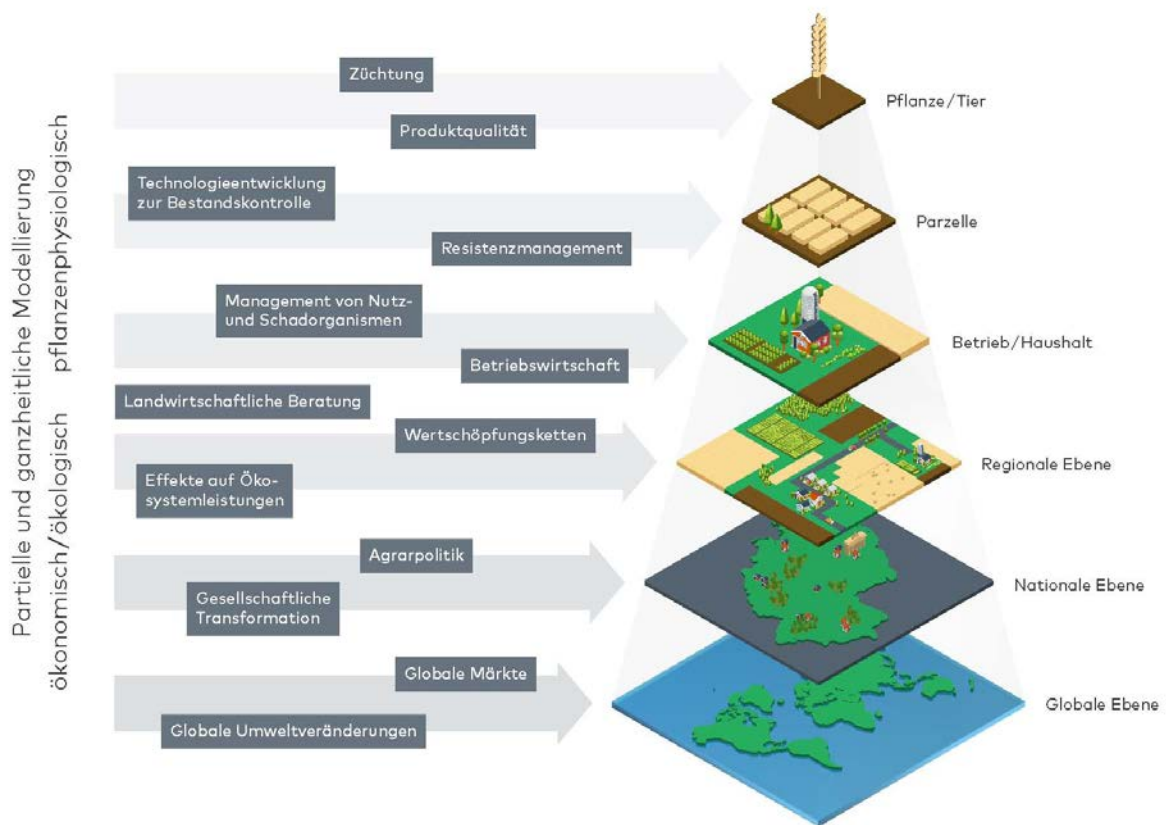 Partielle und ganzheitliche Modellierung
ökonomisch/ökologisch
pflanzenphysiologisch
Züchtung
Produktqualität
Pflanze/Tier
Technologieentwicklung
zur Bestandskontrolle
Resistenzmanagement
Parzelle
Management von Nutz-
und Schadorganismen
Betriebswirtschaft
Betrieb/Haushalt
Landwirtschaftliche Beratung
Wertschöpfungsketten
Effekte auf Öko-
systemleistungen
Regionale Ebene
Agrarpolitik
Gesellschaftliche
Transformation
Nationale Ebene
Globale Märkte
Globale Umweltveränderungen
Globale Ebene